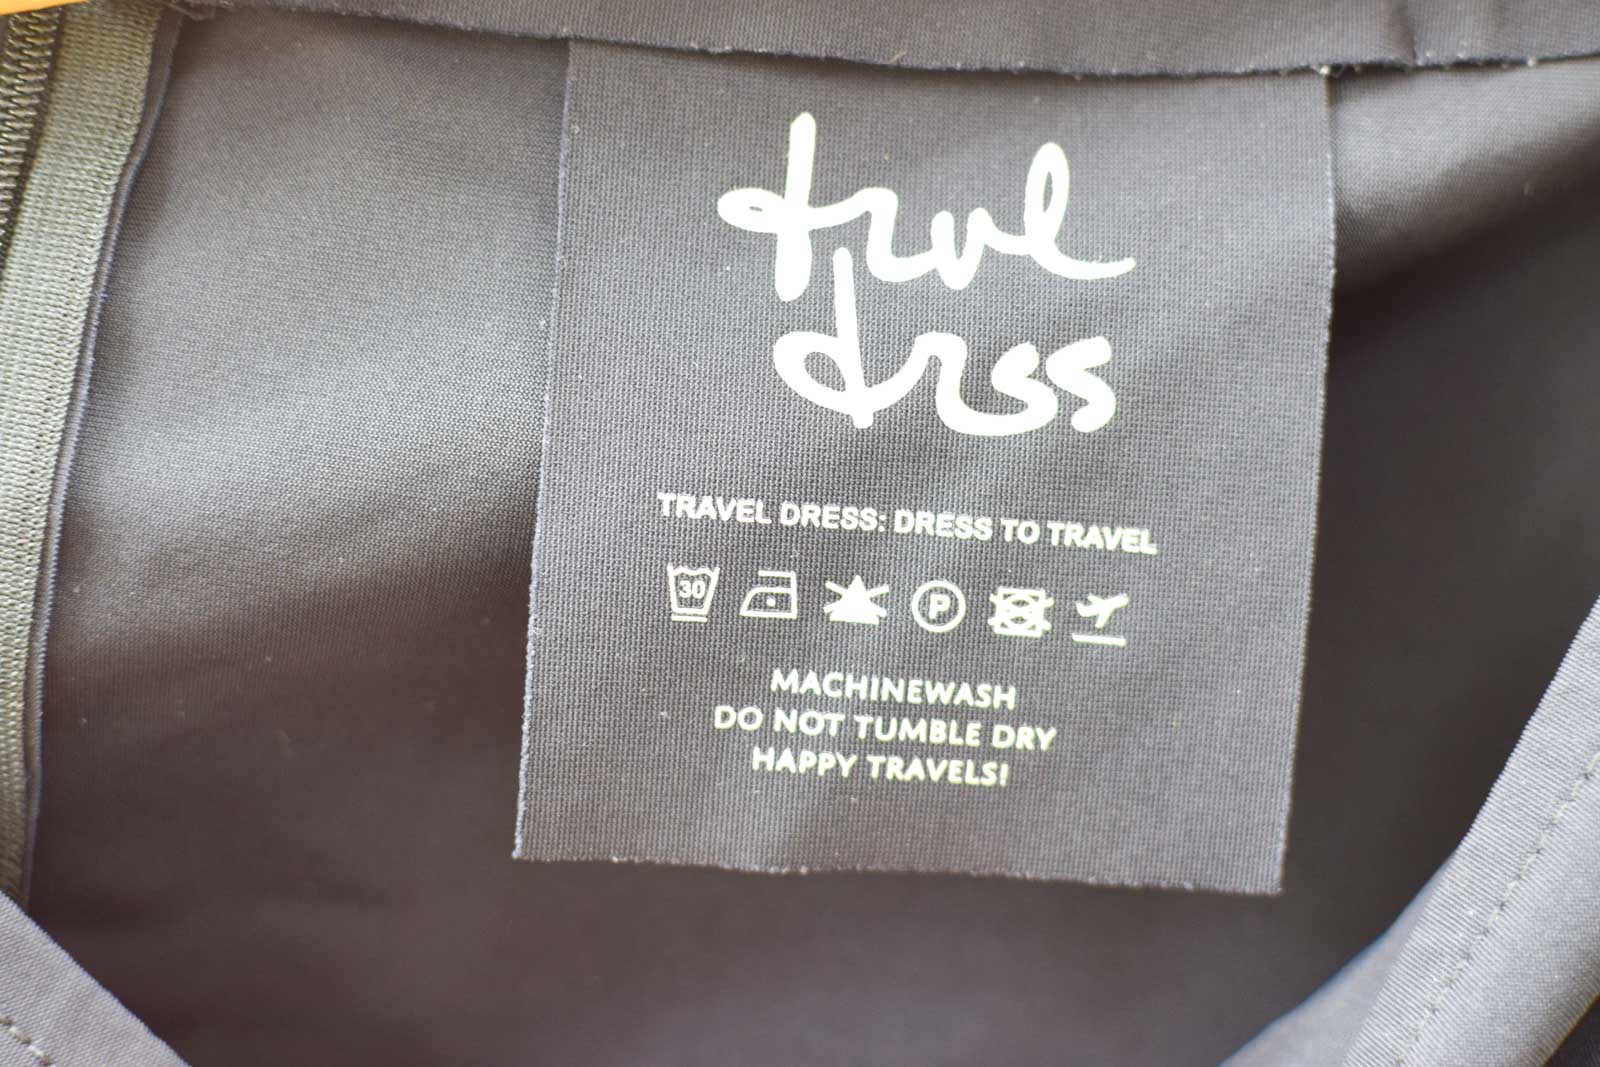 trvl
drss
TRAVEL DRESS: DRESS TO TRAVEL
30 P
MACHINEWASH
DO NOT TUMBLE DRY
HAPPY TRAVELS!